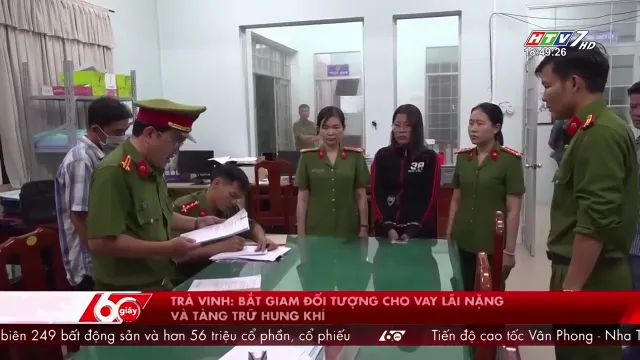 HTV7 HD
18:49:26
60 giây
TRÀ VINH: BẮT GIAM ĐỐI TƯỢNG CHO VAY LÃI NẶNG
VÀ TÀNG TRỮ HUNG KHÍ
biên 249 bất động sản và hơn 56 triệu cổ phần, cổ phiếu
Tiến độ cao tốc Vân Phong - Nha T